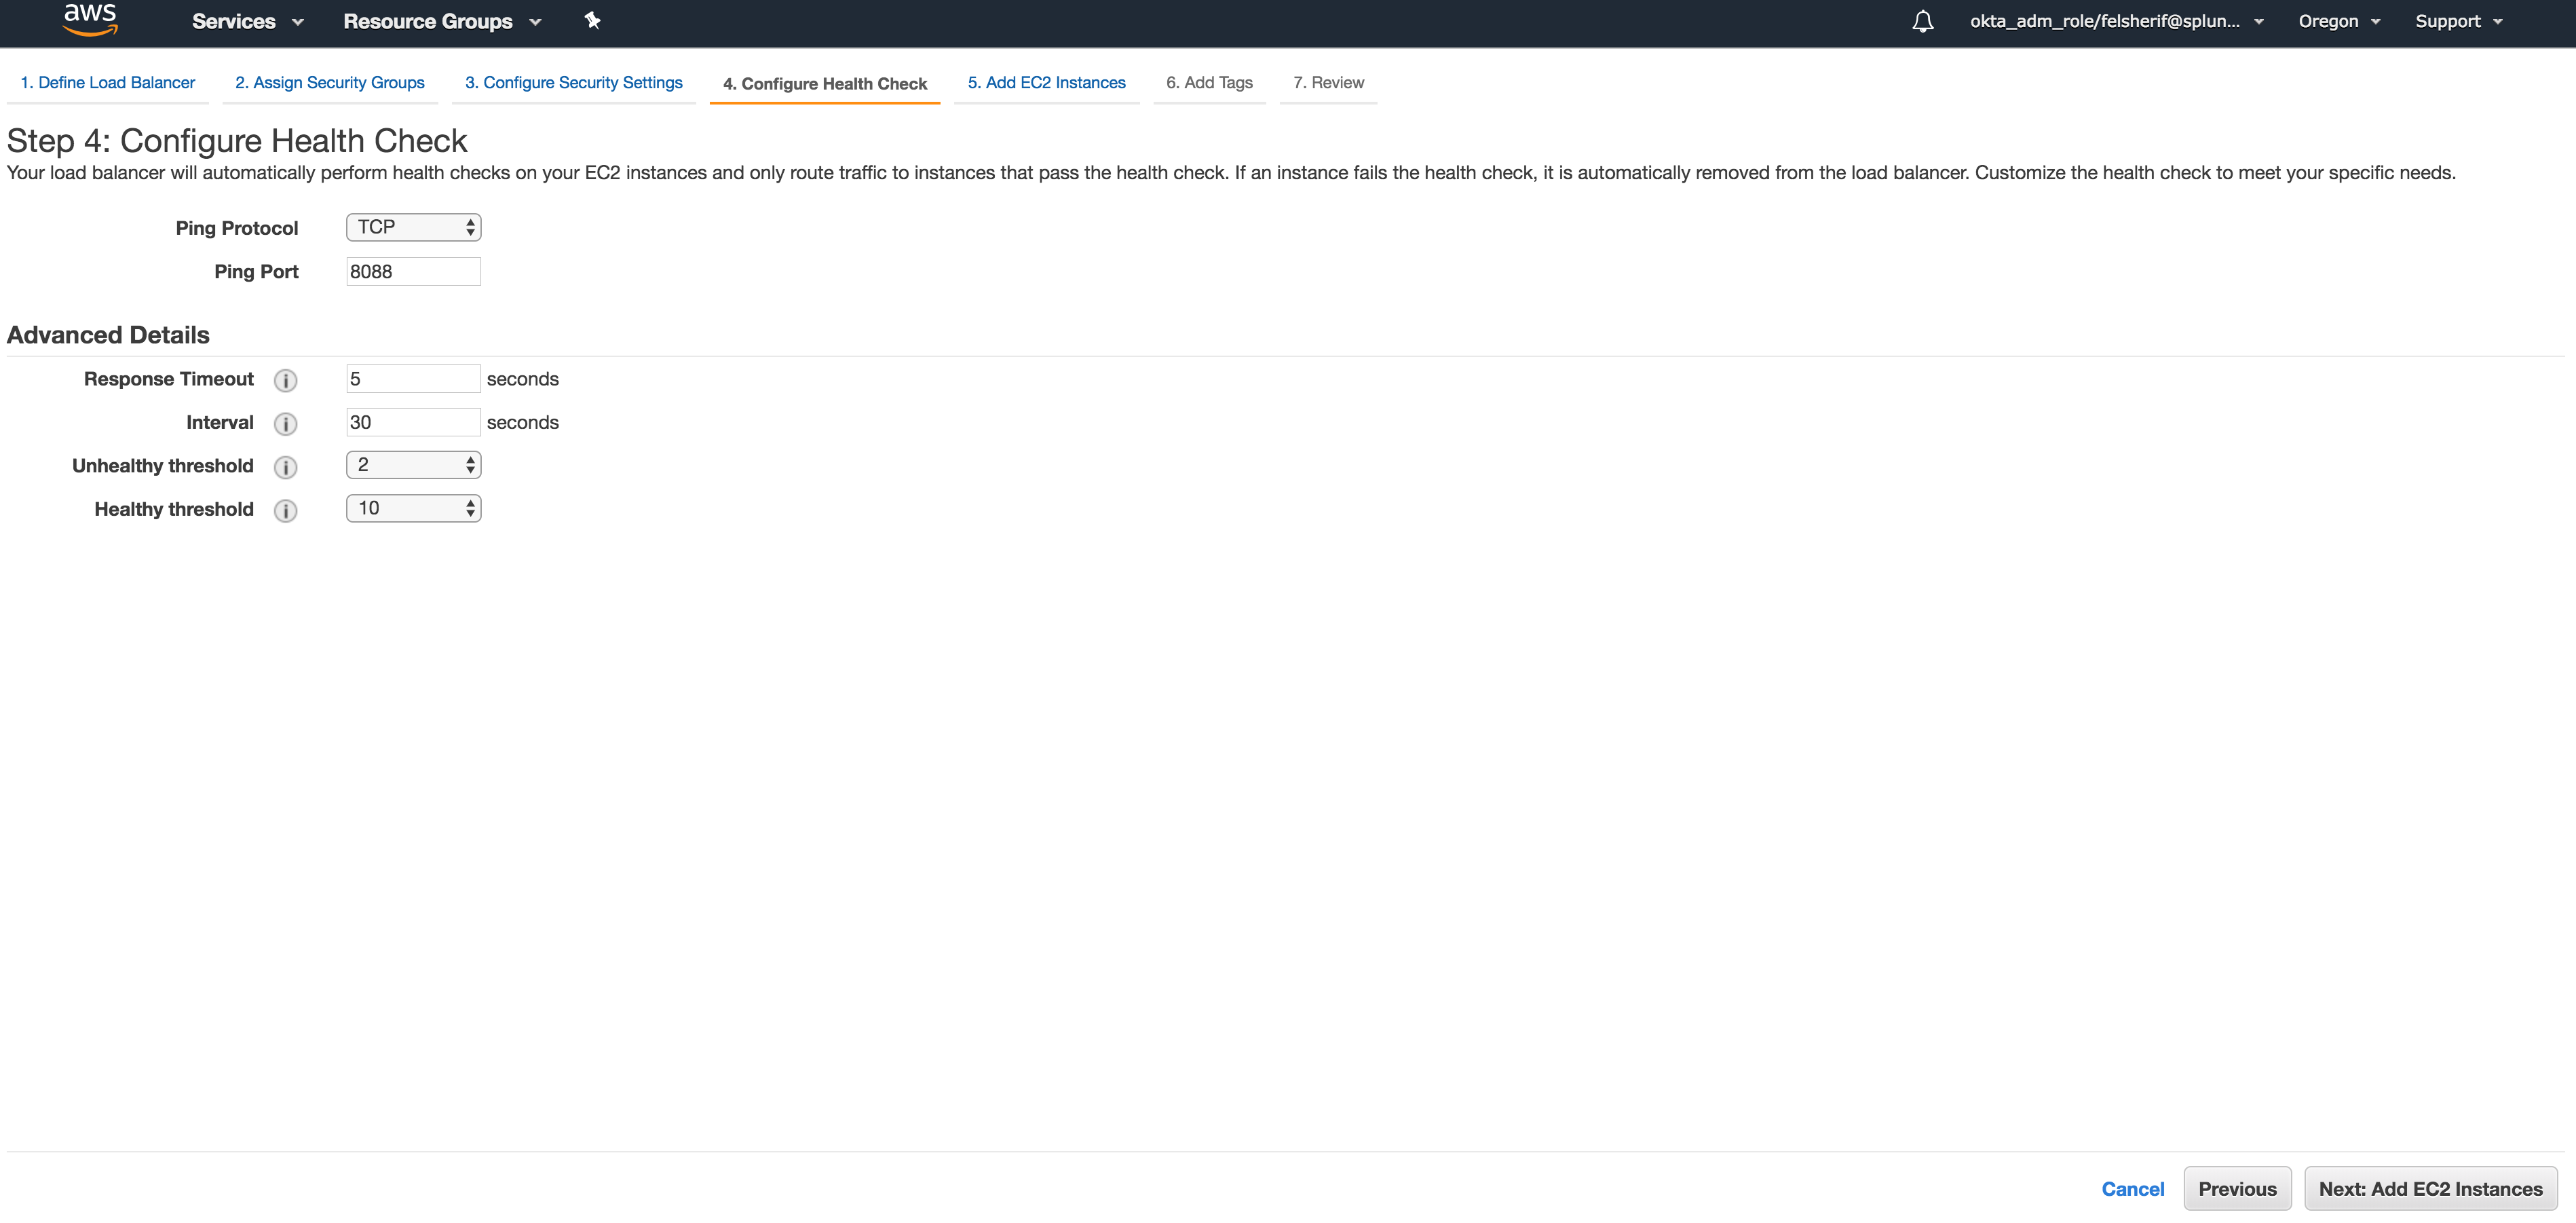 aws Services Resource Groups okta_adm_role/felsherif@splun... Oregon Support
1. Define Load Balancer 2. Assign Security Groups 3. Configure Security Settings 4. Configure Health Check 5. Add EC2 Instances 6. Add Tags 7. Review
Step 4: Configure Health Check
Your load balancer will automatically perform health checks on your EC2 instances and only route traffic to instances that pass the health check. If an instance fails the health check, it is automatically removed from the load balancer. Customize the health check to meet your specific needs.
Ping Protocol TCP
Ping Port 8088
Advanced Details
Response Timeout i 5 seconds
Interval i 30 seconds
Unhealthy threshold i 2
Healthy threshold i 10
Cancel Previous Next: Add EC2 Instances